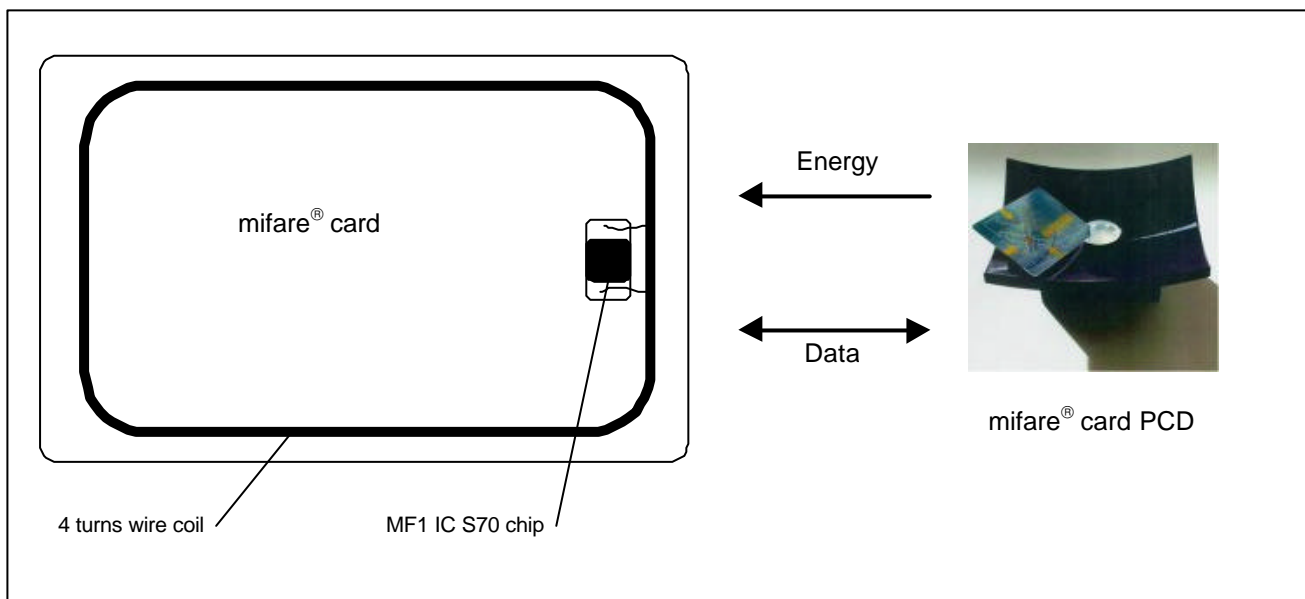 mifare® card
Energy
Data
mifare® card PCD
4 turns wire coil
MF1 IC S70 chip